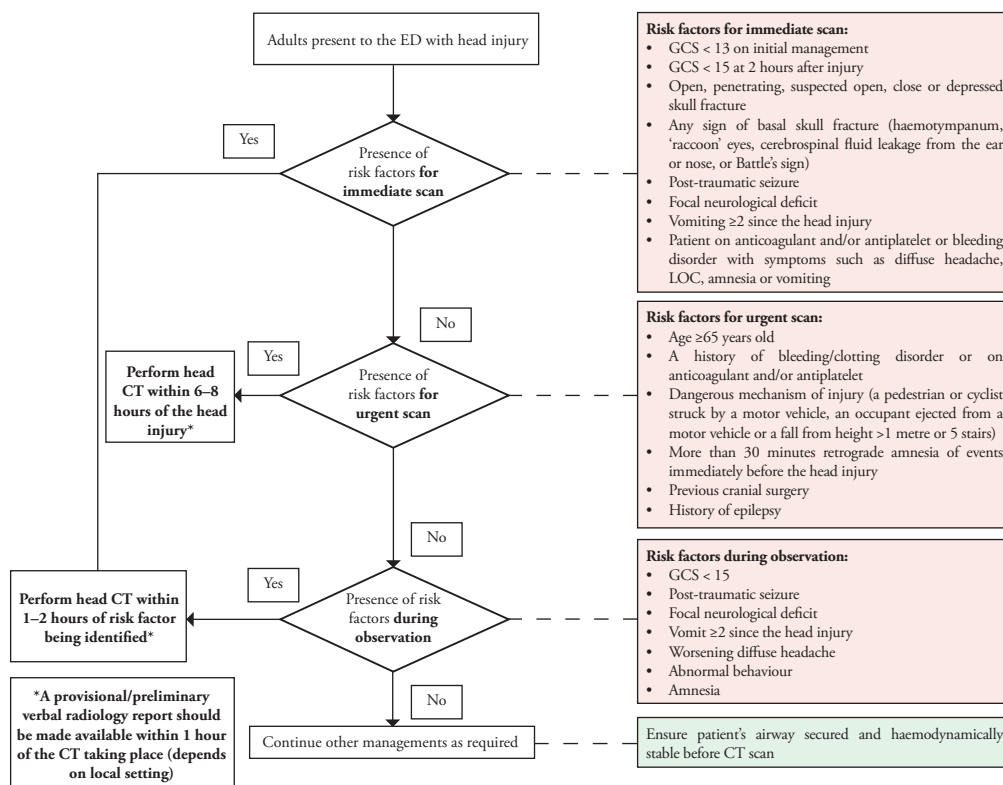 Adults present to the ED with head injury
Yes
Presence of
risk factors for
immediate scan
Risk factors for immediate scan:
• GCS < 13 on initial management
• GCS < 15 at 2 hours after injury
• Open, penetrating, suspected open, close or depressed
skull fracture
• Any sign of basal skull fracture (haemotympanum,
‘raccoon’ eyes, cerebrospinal fluid leakage from the ear
or nose, or Battle’s sign)
• Post-traumatic seizure
• Focal neurological deficit
• Vomiting ≥2 since the head injury
• Patient on anticoagulant and/or antiplatelet or bleeding
disorder with symptoms such as diffuse headache,
LOC, amnesia or vomiting
No
Yes
Perform head
CT within 6–8
hours of the head
injury*
Presence of
risk factors for
urgent scan
Risk factors for urgent scan:
• Age ≥65 years old
• A history of bleeding/clotting disorder or on
anticoagulant and/or antiplatelet
• Dangerous mechanism of injury (a pedestrian or cyclist
struck by a motor vehicle, an occupant ejected from a
motor vehicle or a fall from height >1 metre or 5 stairs)
• More than 30 minutes retrograde amnesia of events
immediately before the head injury
• Previous cranial surgery
• History of epilepsy
No
Yes
Perform head CT within
1–2 hours of risk factor
being identified*
Presence of risk
factors during
observation
Risk factors during observation:
• GCS < 15
• Post-traumatic seizure
• Focal neurological deficit
• Vomit ≥2 since the head injury
• Worsening diffuse headache
• Abnormal behaviour
• Amnesia
No
*A provisional/preliminary
verbal radiology report should
be made available within 1 hour
of the CT taking place (depends
on local setting)
Continue other managements as required
Ensure patient’s airway secured and haemodynamically
stable before CT scan